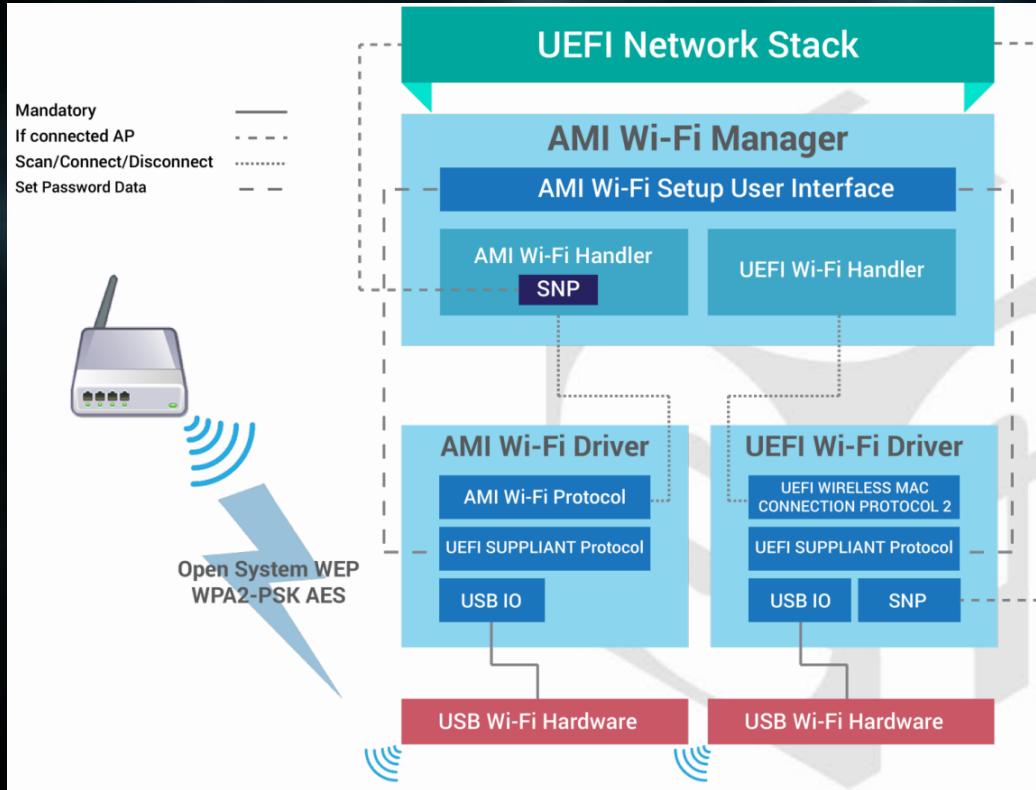 UEFI Network Stack
Mandatory
If connected AP
Scan/Connect/Disconnect
Set Password Data
AMI Wi-Fi Manager
AMI Wi-Fi Setup User Interface
AMI Wi-Fi Handler
SNP
UEFI Wi-Fi Handler
AMI Wi-Fi Driver
AMI Wi-Fi Protocol
UEFI SUPPLIANT Protocol
USB IO
UEFI Wi-Fi Driver
UEFI WIRELESS MAC
CONNECTION PROTOCOL 2
UEFI SUPPLIANT Protocol
USB IO
SNP
Open System WEP
WPA2-PSK AES
USB Wi-Fi Hardware
USB Wi-Fi Hardware